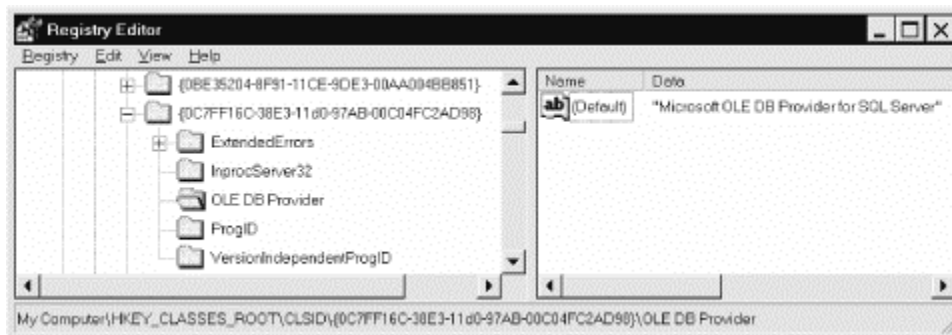 Registry Editor
Registry Edit View Help
{0BE35204-8F91-11CE-9DE3-00AA004BB851}
{0C7FF16C-38E3-11d0-97AB-00C04FC2AD98}
ExtendedErrors
InprocServer32
OLE DB Provider
ProgID
VersionIndependentProgID
Name Data
ab (Default) "Microsoft OLE DB Provider for SQL Server"
My Computer\HKEY_CLASSES_ROOT\CLSID\{0C7FF16C-38E3-11d0-97AB-00C04FC2AD98}\OLE DB Provider